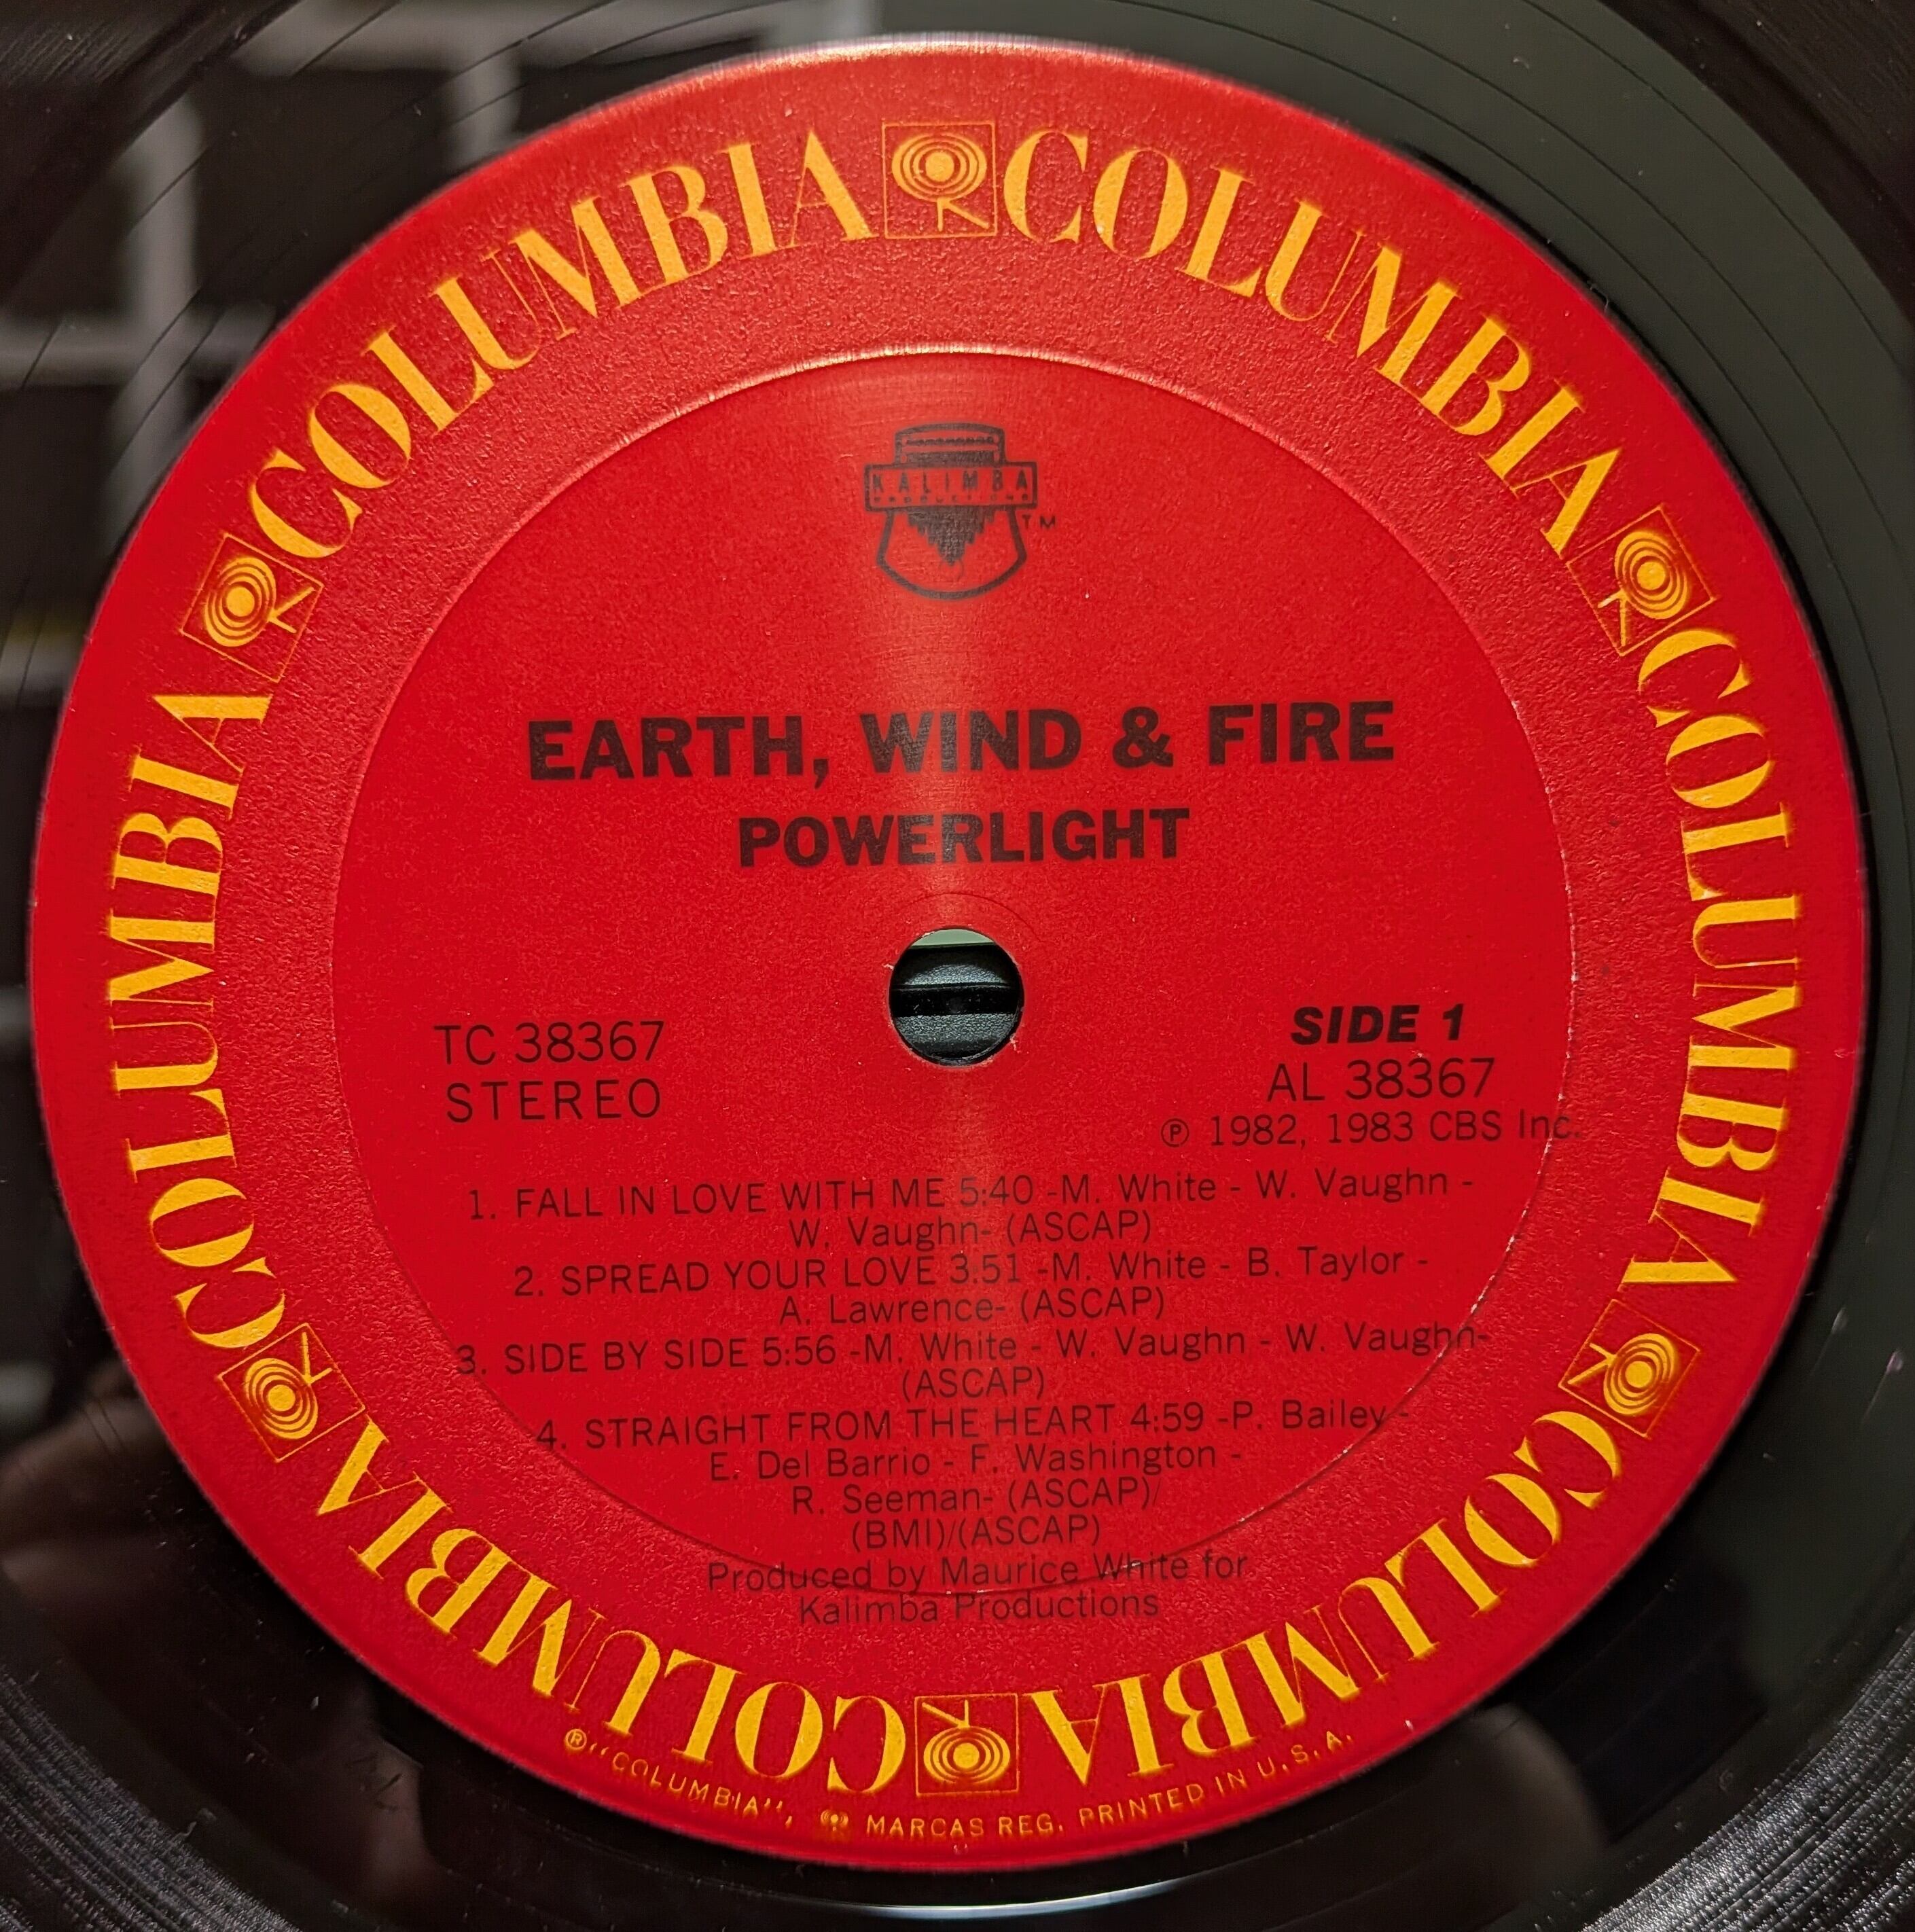 COLUMBIA COLUMBIA COLUMBIA COLUMBIA COLUMBIA COLUMBIA
KALIMBA
PRODUCTIONS
TM
EARTH, WIND & FIRE
POWERLIGHT
TC 38367
STEREO
SIDE 1
AL 38367
℗ 1982, 1983 CBS Inc.
1. FALL IN LOVE WITH ME 5:40 -M. White - W. Vaughn -
W. Vaughn- (ASCAP)
2. SPREAD YOUR LOVE 3.51 -M. White - B. Taylor -
A. Lawrence- (ASCAP)
3. SIDE BY SIDE 5:56 -M. White - W. Vaughn - W. Vaughn-
(ASCAP)
4. STRAIGHT FROM THE HEART 4:59 -P. Bailey -
E. Del Barrio - F. Washington -
R. Seeman- (ASCAP)/
(BMI)/(ASCAP)
Produced by Maurice White for
Kalimba Productions
® "COLUMBIA", MARCAS REG. PRINTED IN U.S.A.